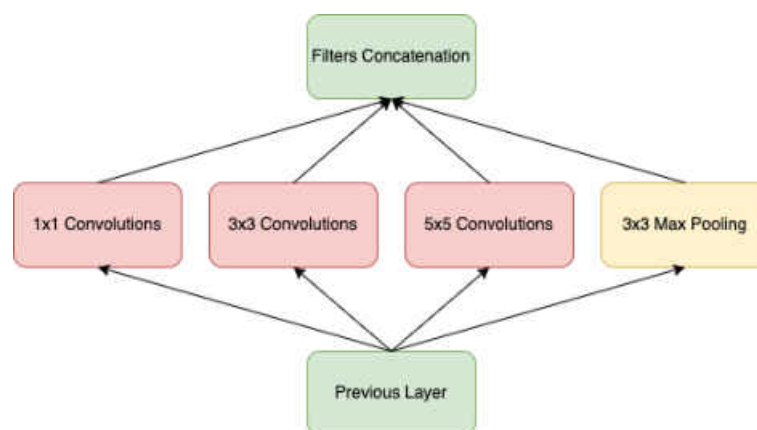 Filters Concatenation
1x1 Convolutions
3x3 Convolutions
5x5 Convolutions
3x3 Max Pooling
Previous Layer